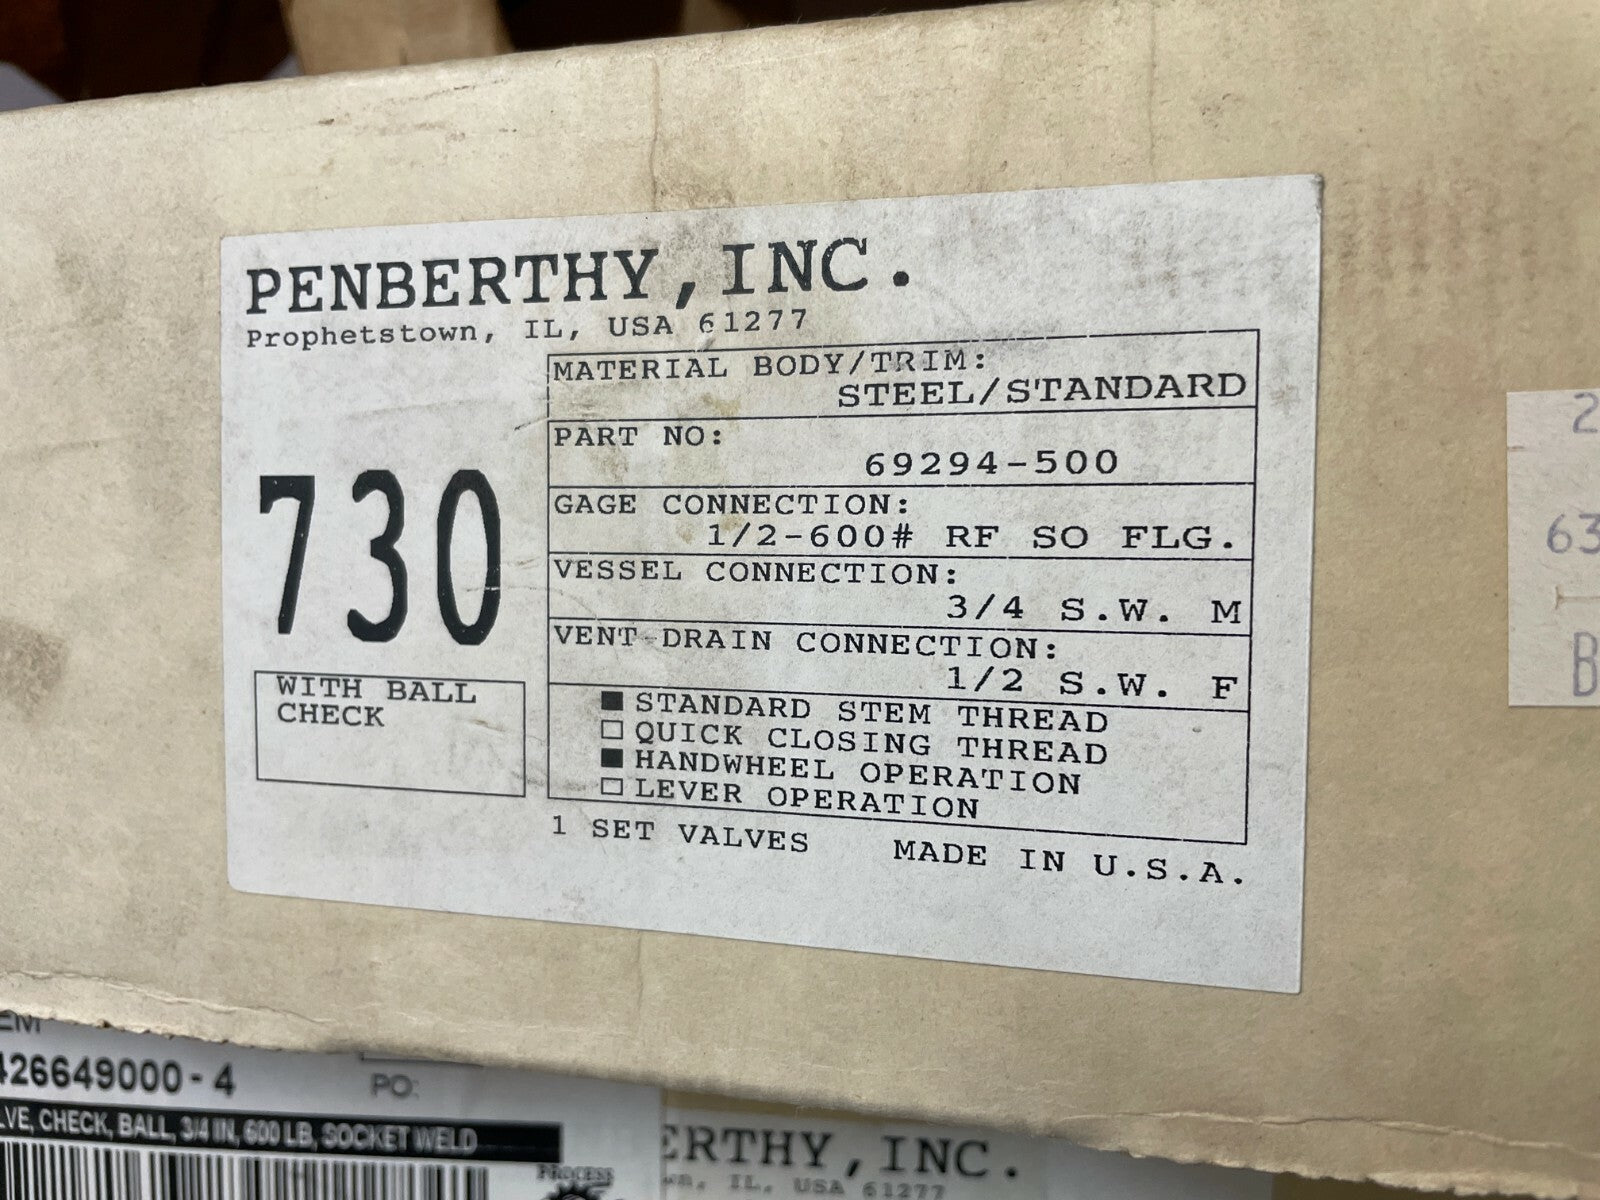 PENBERTHY, INC.
Prophetstown, IL, USA 61277
730
WITH BALL
CHECK
MATERIAL BODY/TRIM:
STEEL/STANDARD
PART NO:
69294-500
GAGE CONNECTION:
1/2-600# RF SO FLG.
VESSEL CONNECTION:
3/4 S.W. M
VENT-DRAIN CONNECTION:
1/2 S.W. F
■ STANDARD STEM THREAD
□ QUICK CLOSING THREAD
■ HANDWHEEL OPERATION
□ LEVER OPERATION
1 SET VALVES MADE IN U.S.A.
2
63
B
EM
426649000-4
PO:
LVE, CHECK, BALL, 3/4 IN, 600 LB, SOCKET WELD
PROCESS
ERTHY, INC.
wn, IL, USA 61277